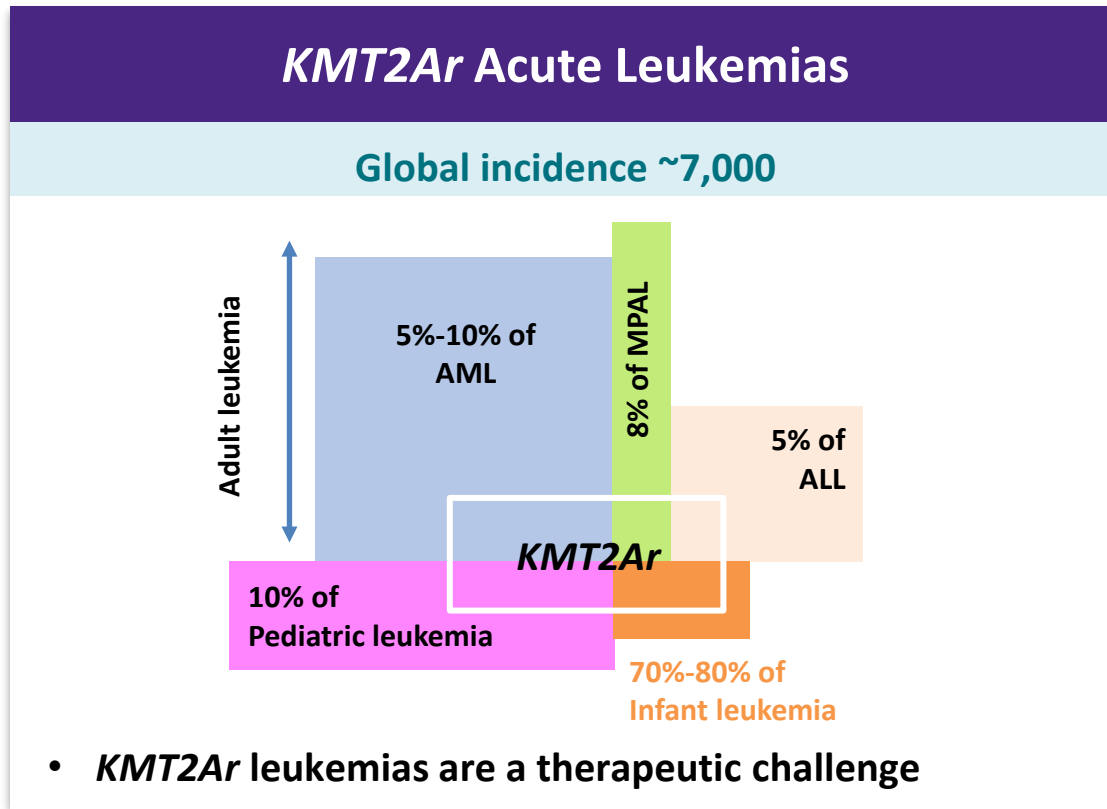 KMT2Ar Acute Leukemias
Global incidence ~7,000
Adult leukemia
5%-10% of
AML
8% of MPAL
5% of
ALL
KMT2Ar
10% of
Pediatric leukemia
70%-80% of
Infant leukemia
• KMT2Ar leukemias are a therapeutic challenge